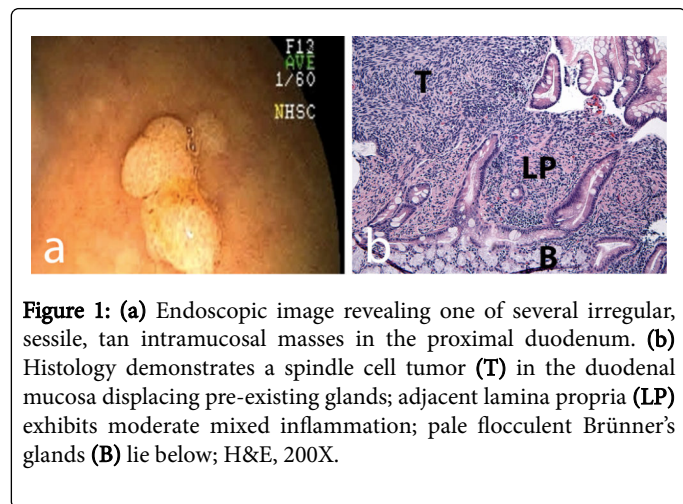 F13
AVE
1/60
NHSC
a
T
LP
B
b
Figure 1: (a) Endoscopic image revealing one of several irregular,
sessile, tan intramucosal masses in the proximal duodenum. (b)
Histology demonstrates a spindle cell tumor (T) in the duodenal
mucosa displacing pre-existing glands; adjacent lamina propria (LP)
exhibits moderate mixed inflammation; pale flocculent Brünner's
glands (B) lie below; H&E, 200X.